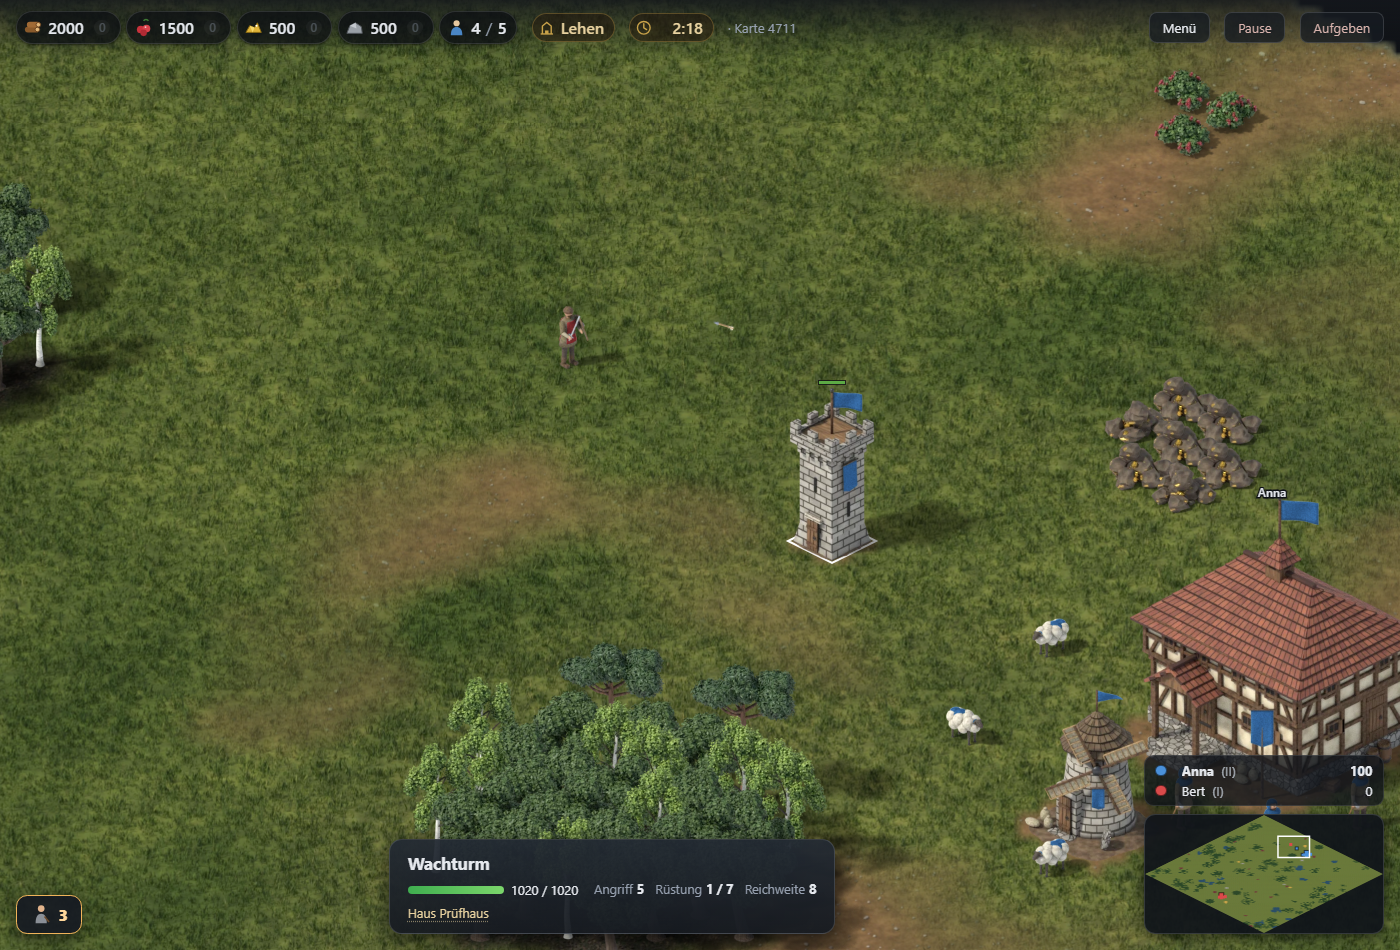 2000 0 1500 0 500 0 500 0 4 / 5 Lehen 2:18 · Karte 4711 Menü Pause Aufgeben
Anna
Anna (II) 100
Bert (I) 0
Wachturm
1020 / 1020 Angriff 5 Rüstung 1 / 7 Reichweite 8
Haus Prüfhaus
3